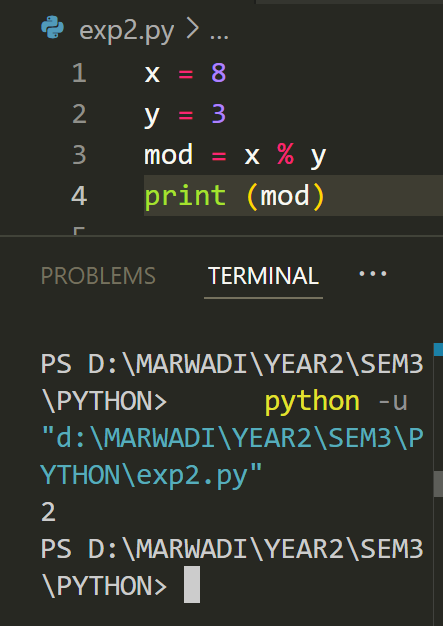 exp2.py > ...
1 x = 8
2 y = 3
3 mod = x % y
4 print (mod)
5
PROBLEMS TERMINAL ...
PS D:\MARWADI\YEAR2\SEM3
\PYTHON> python -u
"d:\MARWADI\YEAR2\SEM3\P
YTHON\exp2.py"
2
PS D:\MARWADI\YEAR2\SEM3
\PYTHON>